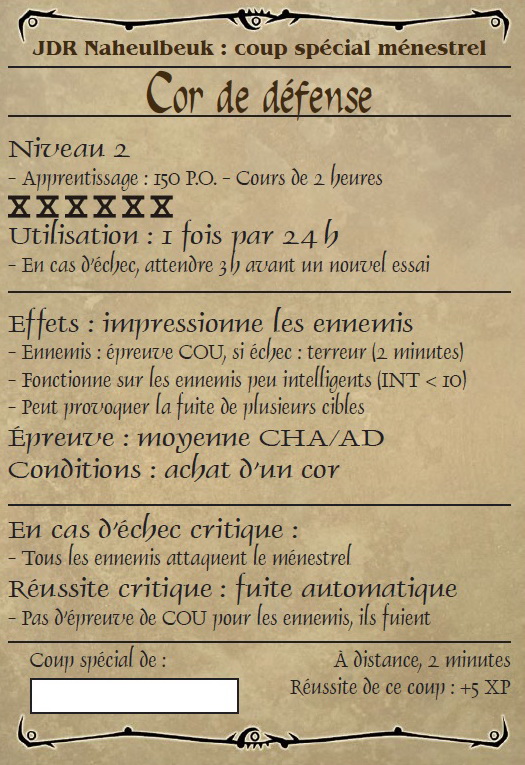 JDR Naheulbeuk : coup spécial ménestrel
Cor de défense
Niveau 2
- Apprentissage : 150 P.O. - Cours de 2 heures
Utilisation : 1 fois par 24 h
- En cas d'échec, attendre 3 h avant un nouvel essai
Effets : impressionne les ennemis
- Ennemis : épreuve COU, si échec : terreur (2 minutes)
- Fonctionne sur les ennemis peu intelligents (INT < 10)
- Peut provoquer la fuite de plusieurs cibles
Épreuve : moyenne CHA/AD
Conditions : achat d'un cor
En cas d'échec critique :
- Tous les ennemis attaquent le ménestrel
Réussite critique : fuite automatique
- Pas d'épreuve de COU pour les ennemis, ils fuient
Coup spécial de :
À distance, 2 minutes
Réussite de ce coup : +5 XP